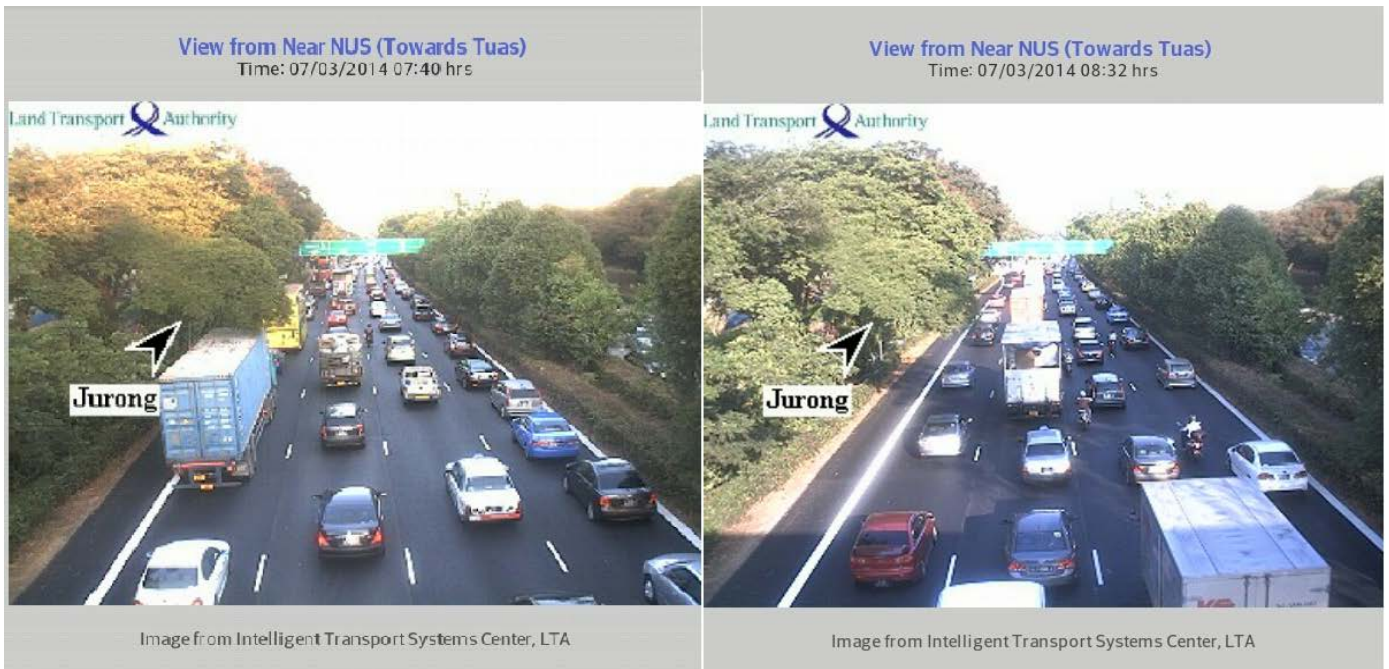 View from Near NUS (Towards Tuas)
Time: 07/03/2014 07:40 hrs
Land Transport Authority
Jurong
Image from Intelligent Transport Systems Center, LTA
View from Near NUS (Towards Tuas)
Time: 07/03/2014 08:32 hrs
Land Transport Authority
Jurong
Image from Intelligent Transport Systems Center, LTA